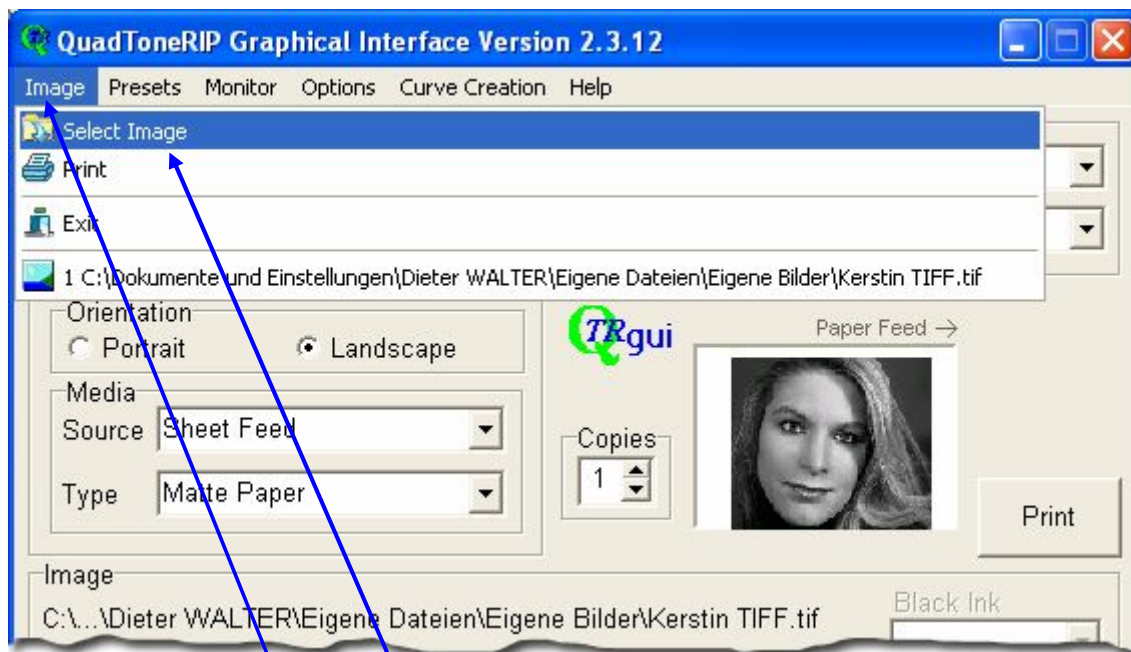 QuadToneRIP Graphical Interface Version 2.3.12
Image Presets Monitor Options Curve Creation Help
Select Image
Print
Exit
1 C:\Dokumente und Einstellungen\Dieter WALTER\Eigene Dateien\Eigene Bilder\Kerstin TIFF.tif
Orientation
Portrait Landscape
QTRgui
Paper Feed →
Media
Source Sheet Feed
Type Matte Paper
Copies
1
Print
Image
C:\...\Dieter WALTER\Eigene Dateien\Eigene Bilder\Kerstin TIFF.tif
Black Ink